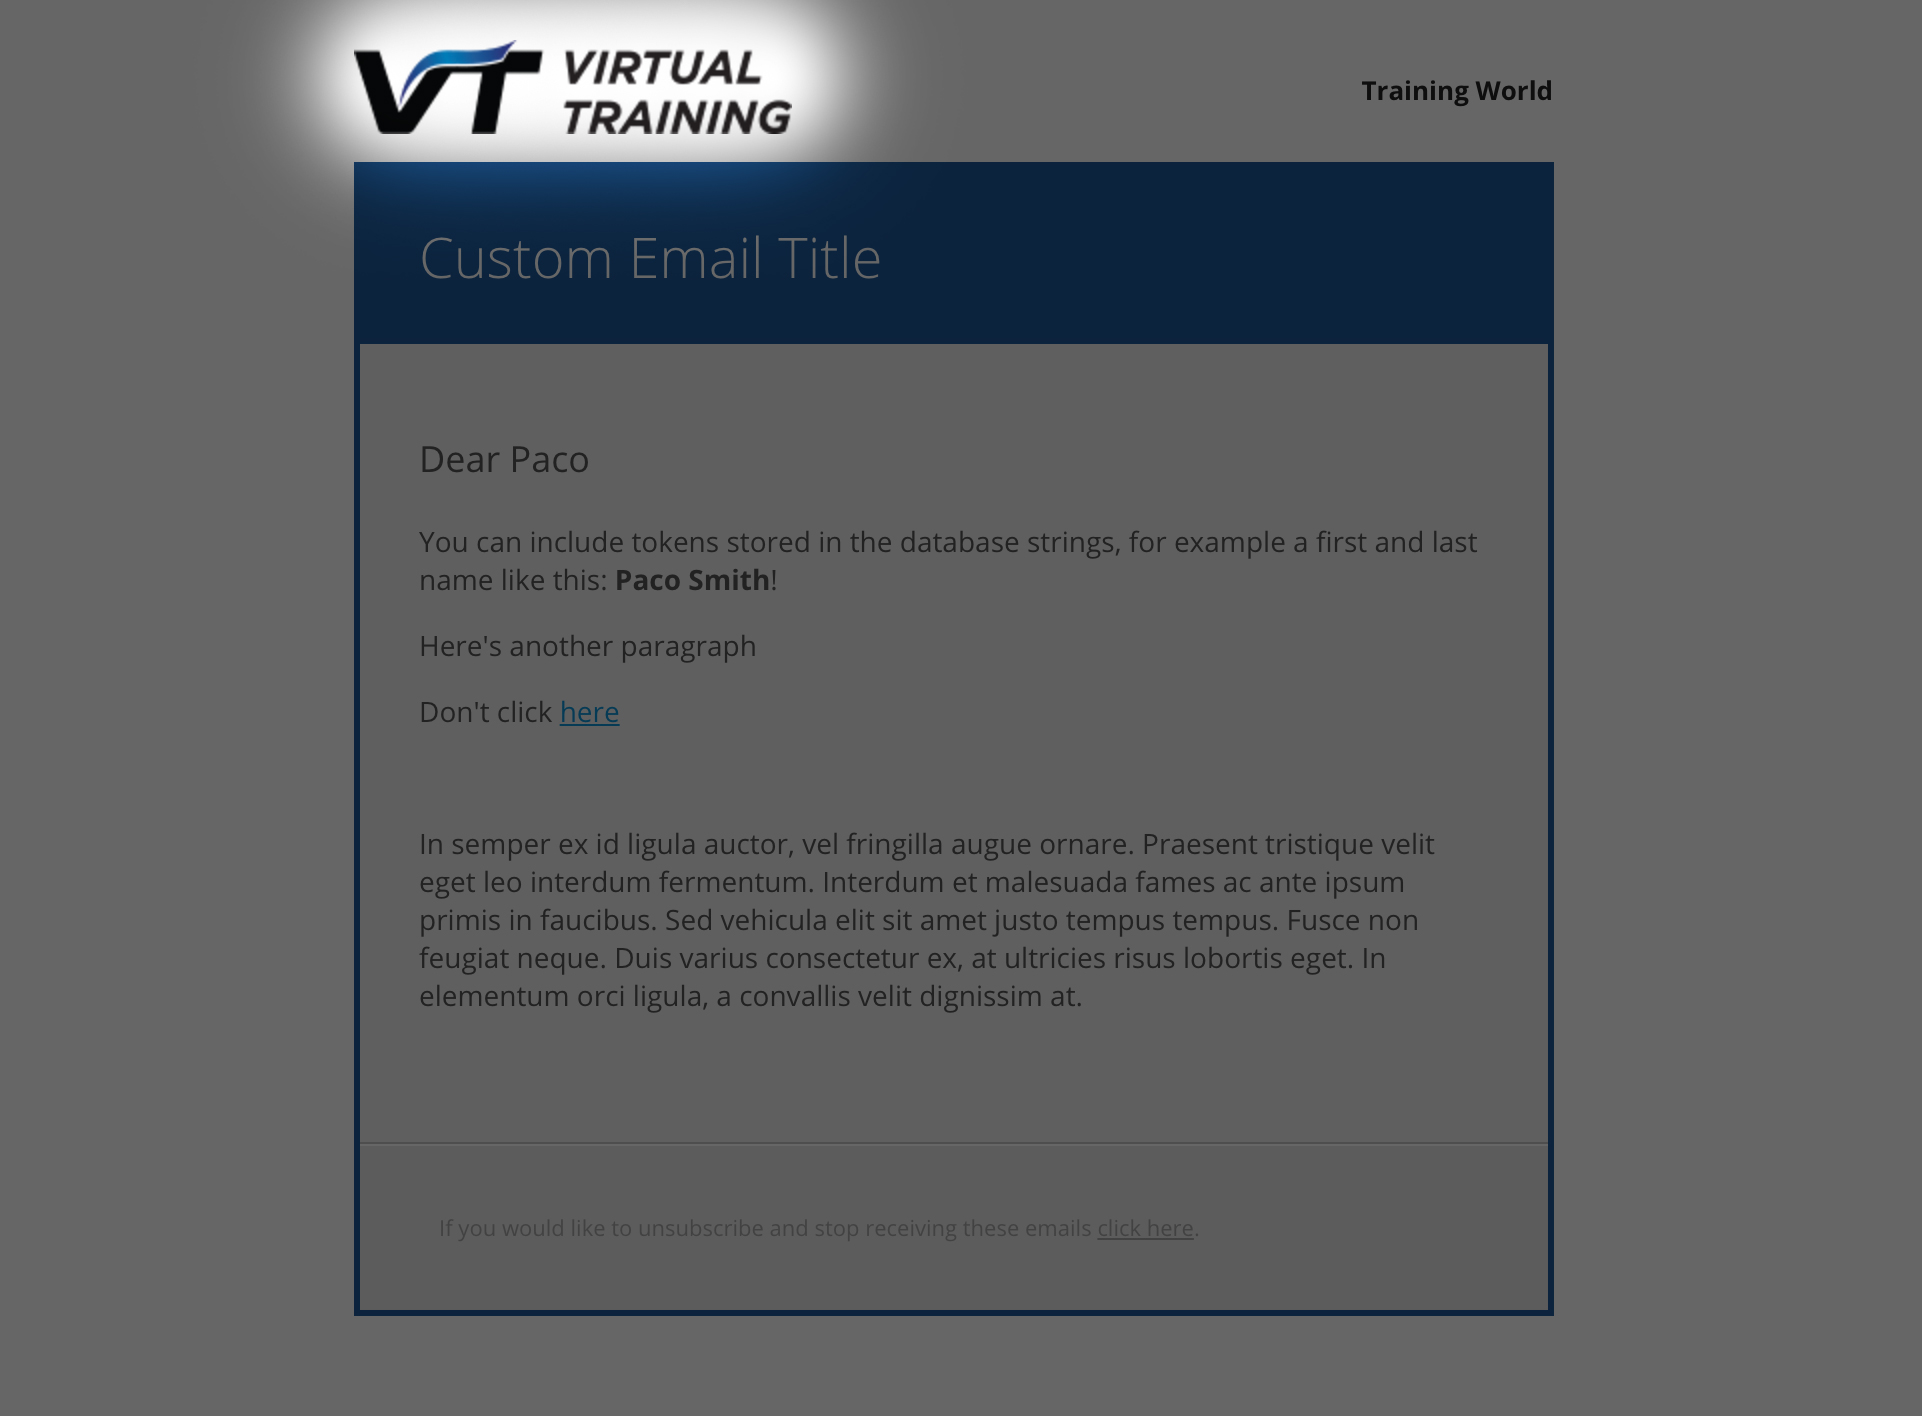 VT VIRTUAL
TRAINING
Training World
Custom Email Title
Dear Paco
You can include tokens stored in the database strings, for example a first and last
name like this: Paco Smith!
Here's another paragraph
Don't click here
In semper ex id ligula auctor, vel fringilla augue ornare. Praesent tristique velit
eget leo interdum fermentum. Interdum et malesuada fames ac ante ipsum
primis in faucibus. Sed vehicula elit sit amet justo tempus tempus. Fusce non
feugiat neque. Duis varius consectetur ex, at ultricies risus lobortis eget. In
elementum orci ligula, a convallis velit dignissim at.
If you would like to unsubscribe and stop receiving these emails click here.